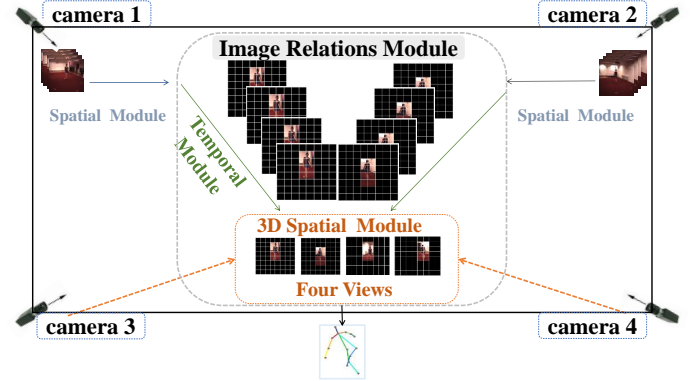 camera 1
camera 2
Image Relations Module
Spatial Module
Spatial Module
Temporal
Module
3D Spatial Module
Four Views
camera 3
camera 4